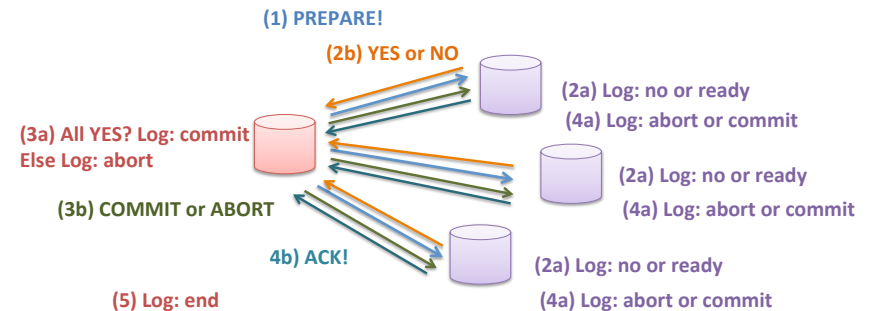 (1) PREPARE!
(2b) YES or NO
(2a) Log: no or ready
(4a) Log: abort or commit
(3a) All YES? Log: commit
Else Log: abort
(2a) Log: no or ready
(4a) Log: abort or commit
(3b) COMMIT or ABORT
4b) ACK!
(2a) Log: no or ready
(5) Log: end
(4a) Log: abort or commit